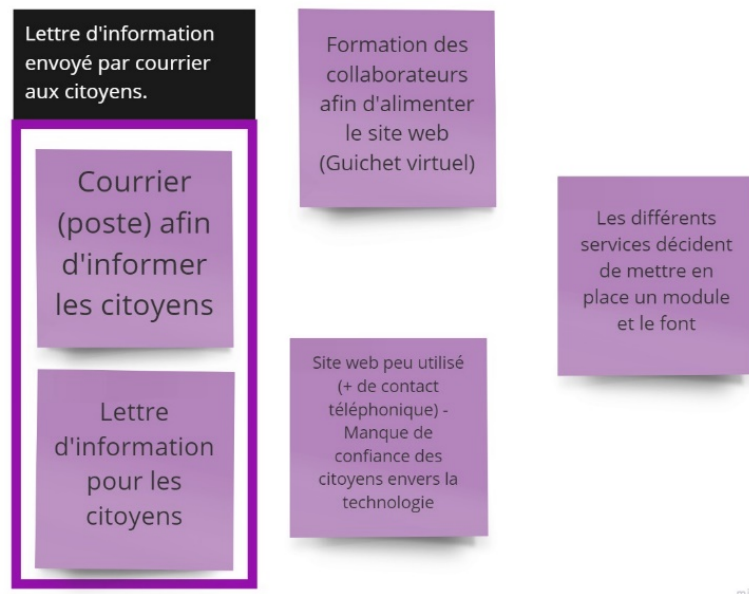 Lettre d'information
envoyé par courrier
aux citoyens.
Courrier
(poste) afin
d'informer
les citoyens
Lettre
d'information
pour les
citoyens
Formation des
collaborateurs
afin d'alimenter
le site web
(Guichet virtuel)
Site web peu utilisé
(+ de contact
téléphonique) -
Manque de
confiance des
citoyens envers la
technologie
Les différents
services décident
de mettre en
place un module
et le font